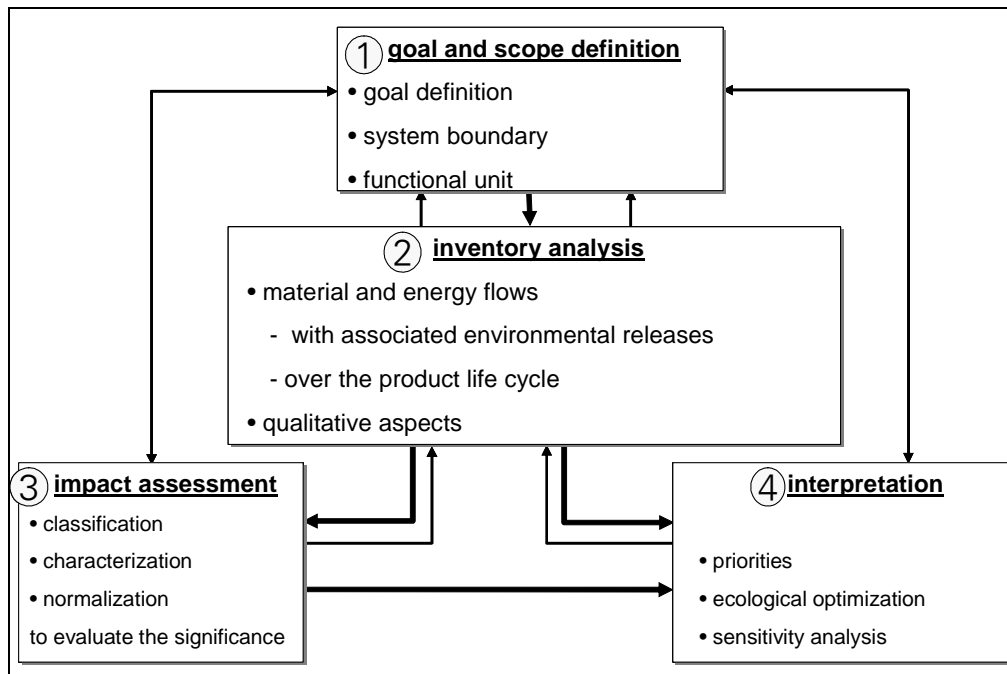 1 goal and scope definition
• goal definition
• system boundary
• functional unit
2 inventory analysis
• material and energy flows
- with associated environmental releases
- over the product life cycle
• qualitative aspects
3 impact assessment
• classification
• characterization
• normalization
to evaluate the significance
4 interpretation
• priorities
• ecological optimization
• sensitivity analysis